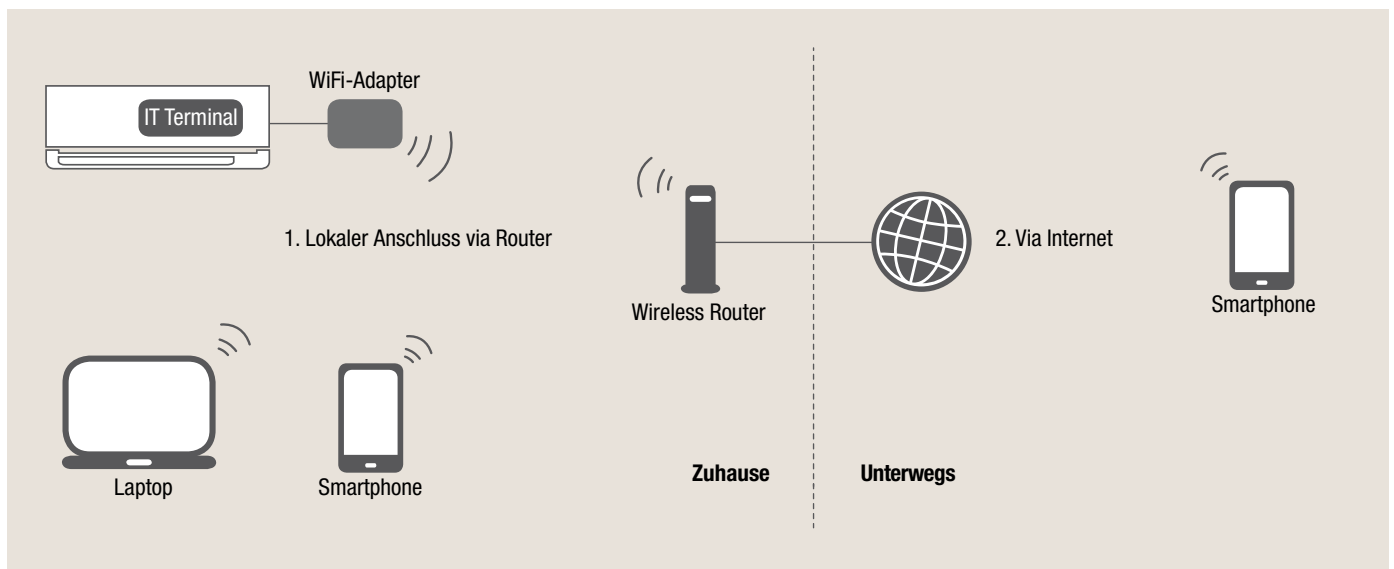 WiFi-Adapter
IT Terminal
1. Lokaler Anschluss via Router
2. Via Internet
Wireless Router
Smartphone
Laptop
Smartphone
Zuhause
Unterwegs